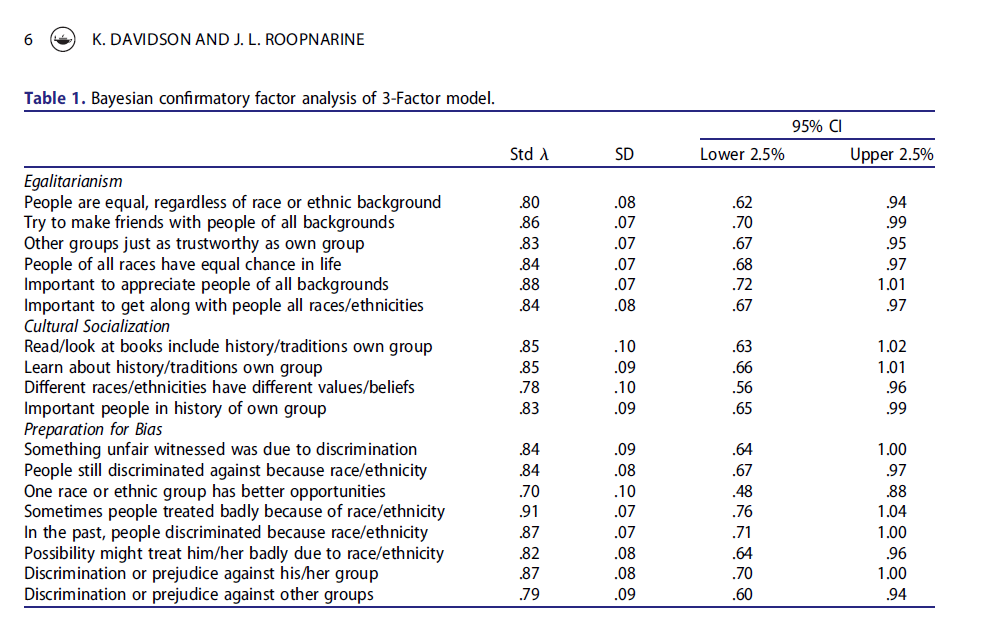 6 K. DAVIDSON AND J. L. ROOPNARINE
Table 1. Bayesian confirmatory factor analysis of 3-Factor model.
95% CI
Std λ SD Lower 2.5% Upper 2.5%
Egalitarianism
People are equal, regardless of race or ethnic background .80 .08 .62 .94
Try to make friends with people of all backgrounds .86 .07 .70 .99
Other groups just as trustworthy as own group .83 .07 .67 .95
People of all races have equal chance in life .84 .07 .68 .97
Important to appreciate people of all backgrounds .88 .07 .72 1.01
Important to get along with people all races/ethnicities .84 .08 .67 .97
Cultural Socialization
Read/look at books include history/traditions own group .85 .10 .63 1.02
Learn about history/traditions own group .85 .09 .66 1.01
Different races/ethnicities have different values/beliefs .78 .10 .56 .96
Important people in history of own group .83 .09 .65 .99
Preparation for Bias
Something unfair witnessed was due to discrimination .84 .09 .64 1.00
People still discriminated against because race/ethnicity .84 .08 .67 .97
One race or ethnic group has better opportunities .70 .10 .48 .88
Sometimes people treated badly because of race/ethnicity .91 .07 .76 1.04
In the past, people discriminated because race/ethnicity .87 .07 .71 1.00
Possibility might treat him/her badly due to race/ethnicity .82 .08 .64 .96
Discrimination or prejudice against his/her group .87 .08 .70 1.00
Discrimination or prejudice against other groups .79 .09 .60 .94